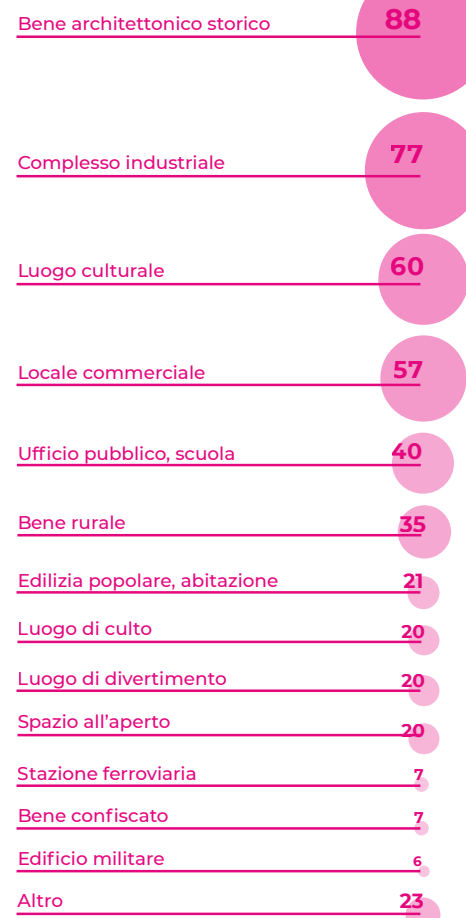 Bene architettonico storico 88
Complesso industriale 77
Luogo culturale 60
Locale commerciale 57
Ufficio pubblico, scuola 40
Bene rurale 35
Edilizia popolare, abitazione 21
Luogo di culto 20
Luogo di divertimento 20
Spazio all'aperto 20
Stazione ferroviaria 7
Bene confiscato 7
Edificio militare 6
Altro 23